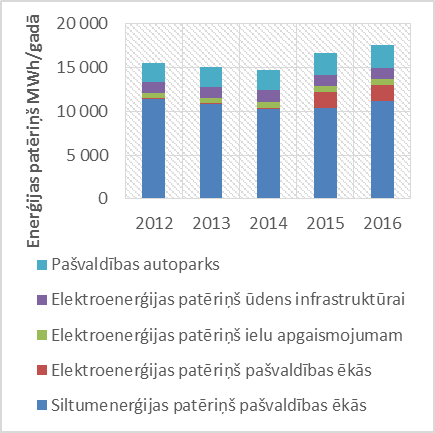 Enerģijas patēriņš MWh/gadā
20 000
15 000
10 000
5 000
0
2012 2013 2014 2015 2016
Pašvaldības autoparks
Elektroenerģijas patēriņš ūdens infrastruktūrai
Elektroenerģijas patēriņš ielu apgaismojumam
Elektroenerģijas patēriņš pašvaldības ēkās
Siltumenerģijas patēriņš pašvaldības ēkās